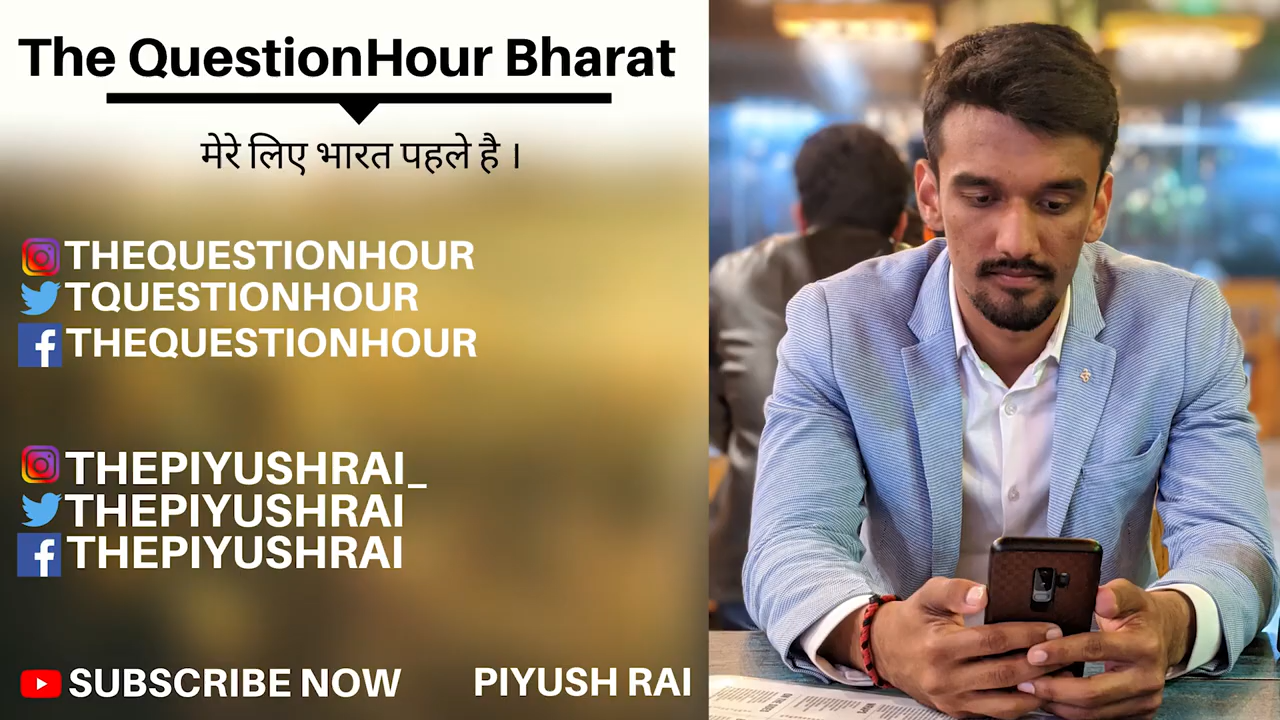 The QuestionHour Bharat
मेरे लिए भारत पहले है ।
THEQUESTIONHOUR
TQUESTIONHOUR
THEQUESTIONHOUR
THEPIYUSHRAI_
THEPIYUSHRAI
THEPIYUSHRAI
SUBSCRIBE NOW
PIYUSH RAI